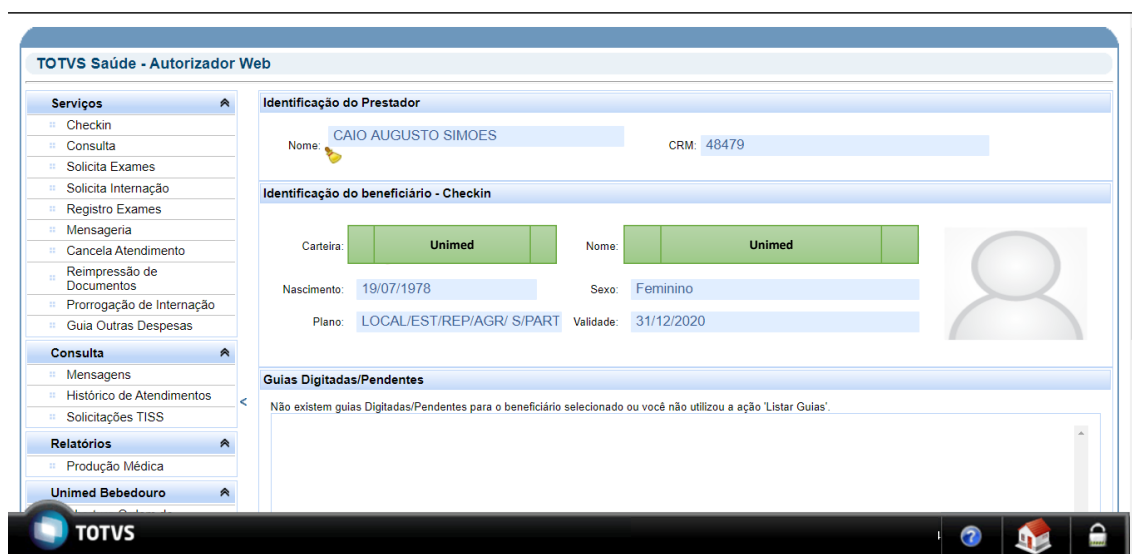 TOTVS Saúde - Autorizador Web
Serviços
Checkin
Consulta
Solicita Exames
Solicita Internação
Registro Exames
Mensageria
Cancela Atendimento
Reimpressão de
Documentos
Prorrogação de Internação
Guia Outras Despesas
Consulta
Mensagens
Histórico de Atendimentos
Solicitações TISS
Relatórios
Produção Médica
Unimed Bebedouro
<
Identificação do Prestador
Nome: CAIO AUGUSTO SIMOES CRM: 48479
Identificação do beneficiário - Checkin
Carteira: Unimed Nome: Unimed
Nascimento: 19/07/1978 Sexo: Feminino
Plano: LOCAL/EST/REP/AGR/ S/PART Validade: 31/12/2020
Guias Digitadas/Pendentes
Não existem guias Digitadas/Pendentes para o beneficiário selecionado ou você não utilizou a ação 'Listar Guias'.
TOTVS
?